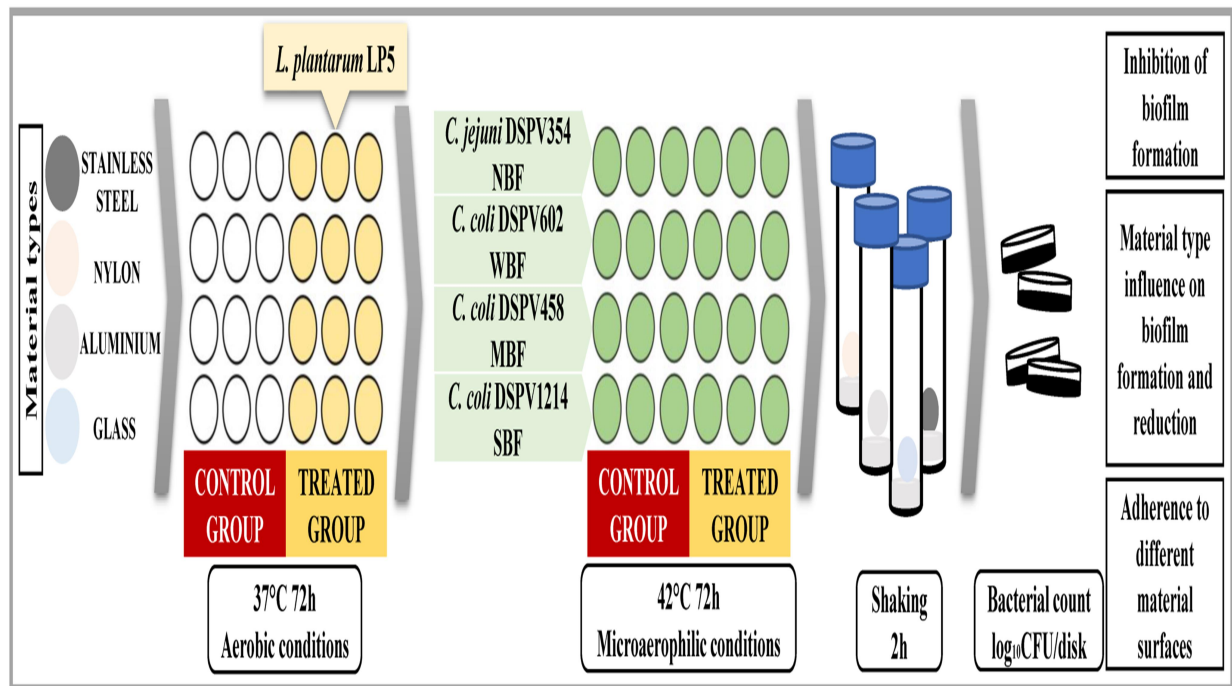 Material types
STAINLESS
STEEL
NYLON
ALUMINIUM
GLASS
L. plantarum LP5
CONTROL
GROUP
TREATED
GROUP
37°C 72h
Aerobic conditions
C. jejuni DSPV354
NBF
C. coli DSPV602
WBF
C. coli DSPV458
MBF
C. coli DSPV1214
SBF
CONTROL
GROUP
TREATED
GROUP
42°C 72h
Microaerophilic conditions
Shaking
2h
Bacterial count
log₁₀CFU/disk
Inhibition of
biofilm
formation
Material type
influence on
biofilm
formation and
reduction
Adherence to
different
material
surfaces